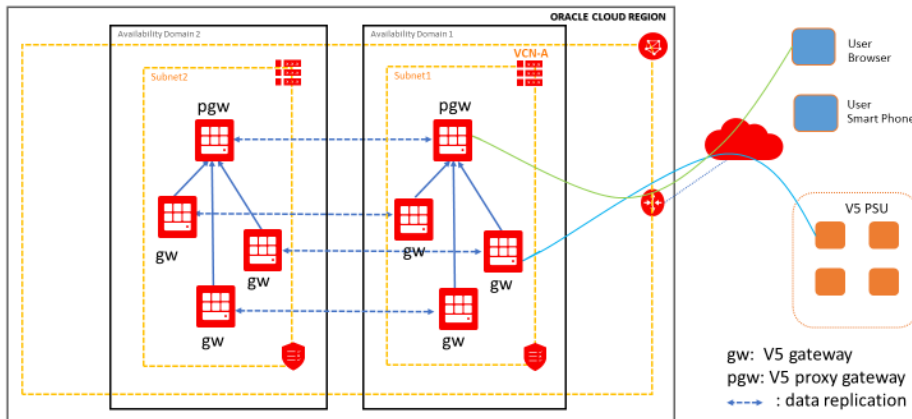 ORACLE CLOUD REGION
Availability Domain 2
Availability Domain 1
VCN-A
Subnet2
Subnet1
pgw
pgw
gw
gw
gw
gw
gw
gw
User
Browser
User
Smart Phone
V5 PSU
gw: V5 gateway
pgw: V5 proxy gateway
: data replication